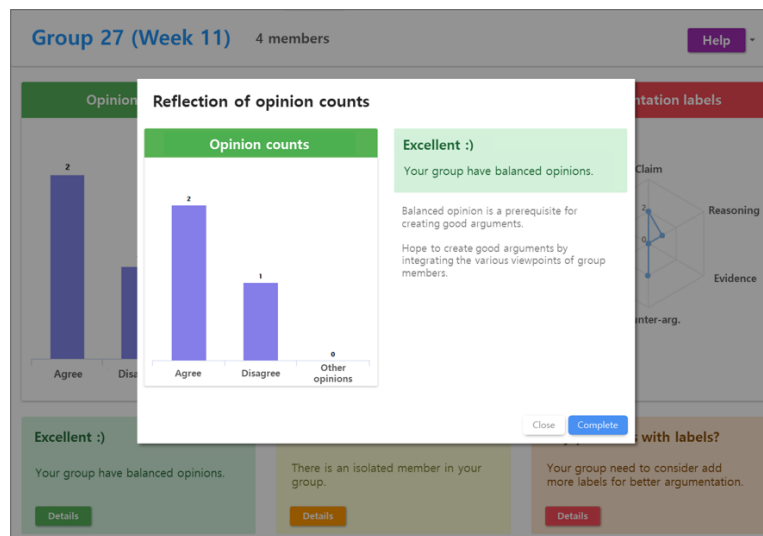 Group 27 (Week 11) 4 members
Help
Opinion
ntation labels
2
Agree
Disa
Claim
Reasoning
Evidence
unter-arg.
2
0
Reflection of opinion counts
Opinion counts
2
1
0
Agree
Disagree
Other
opinions
Excellent :)
Your group have balanced opinions.
Balanced opinion is a prerequisite for
creating good arguments.
Hope to create good arguments by
integrating the various viewpoints of group
members.
Close
Complete
Excellent :)
Your group have balanced opinions.
Details
There is an isolated member in your
group.
Details
with labels?
Your group need to consider add
more labels for better argumentation.
Details